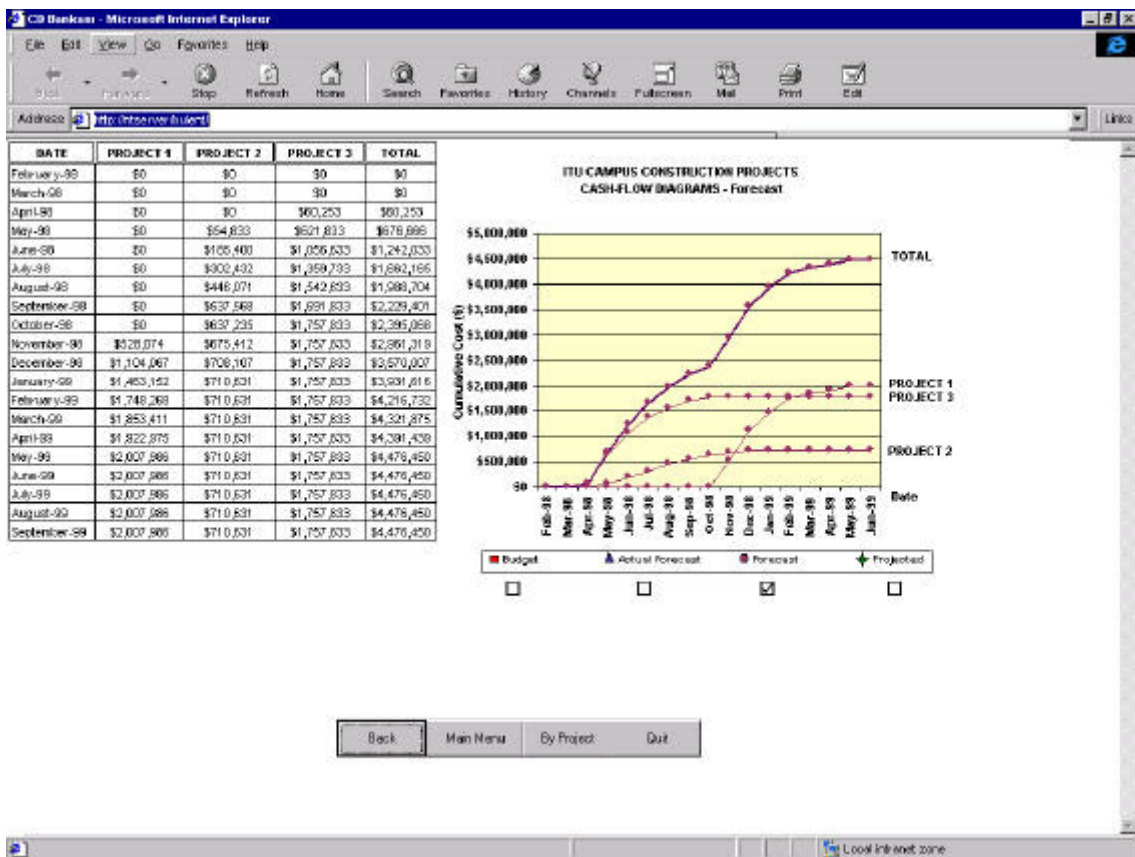 CD Bankasi - Microsoft Internet Explorer
File Edit View Go Favorites Help
Back Forward Stop Refresh Home Search Favorites History Channels Fullscreen Mail Print Edit
Address Links
DATE PROJECT 1 PROJECT 2 PROJECT 3 TOTAL
February-98 $0 $0 $0 $0
March-98 $0 $0 $0 $0
April-98 $0 $0 $60,253 $60,253
May-98 $0 $54,833 $621,833 $676,666
June-98 $0 $1,242,033
July-98 $0 $302,432 $1,359,733 $1,662,165
August-98 $0 $446,071 $1,542,633 $1,988,704
September-98 $0 $537,568 $1,691,833 $2,229,401
October-98 $0 $637,235 $1,757,833 $2,395,068
November-98 $528,074 $675,412 $1,757,833 $2,961,319
December-98 $1,104,067 $708,107 $1,757,833 $3,570,007
January-99 $1,463,152 $710,631 $1,757,833 $3,931,616
February-99 $1,748,268 $710,631 $1,757,833 $4,216,732
March-99 $1,853,411 $710,631 $1,757,833 $4,321,875
April-99 $710,631 $1,757,833
May-99 $2,007,986 $710,631 $1,757,833 $4,476,450
June-99 $2,007,986 $710,631 $1,757,833 $4,476,450
July-99 $2,007,986 $710,631 $1,757,833 $4,476,450
August-99 $2,007,986 $710,631 $1,757,833 $4,476,450
September-99 $2,007,986 $710,631 $1,757,833 $4,476,450
ITU CAMPUS CONSTRUCTION PROJECTS
CASH-FLOW DIAGRAMS - Forecast
Cumulative Cost ($)
$5,000,000
$4,500,000
$4,000,000
$3,500,000
$3,000,000
$2,500,000
$2,000,000
$1,500,000
$1,000,000
$500,000
$0
TOTAL
PROJECT 1
PROJECT 3
PROJECT 2
Date
Feb-98 Mar-98 Apr-98 May-98 Jun-98 Jul-98 Aug-98 Sep-98 Oct-98 Nov-98 Dec-98 Jan-99 Feb-99 Mar-99 Apr-99 May-99 Jun-99
Budget Actual Forecast Forecast Projected
Back Main Menu By Project Quit
Local intranet zone